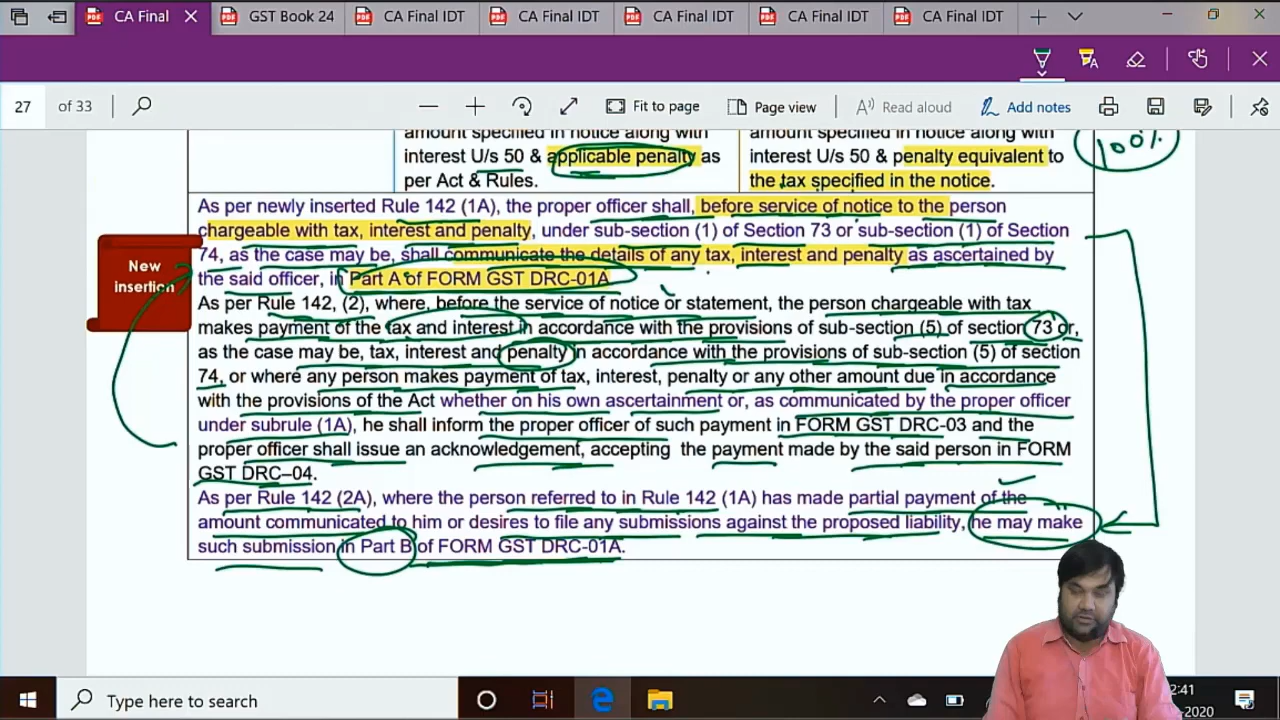 CA Final
GST Book 24
CA Final IDT
CA Final IDT
CA Final IDT
CA Final IDT
CA Final IDT
27 of 33
Fit to page
Page view
Read aloud
Add notes
amount specified in notice along with
interest U/s 50 & applicable penalty as
per Act & Rules.
amount specified in notice along with
interest U/s 50 & penalty equivalent to
the tax specified in the notice.
100%
New
insertion
As per newly inserted Rule 142 (1A), the proper officer shall, before service of notice to the person
chargeable with tax, interest and penalty, under sub-section (1) of Section 73 or sub-section (1) of Section
74, as the case may be, shall communicate the details of any tax, interest and penalty as ascertained by
the said officer, in Part A of FORM GST DRC-01A.
As per Rule 142, (2), where, before the service of notice or statement, the person chargeable with tax
makes payment of the tax and interest in accordance with the provisions of sub-section (5) of section 73 or,
as the case may be, tax, interest and penalty in accordance with the provisions of sub-section (5) of section
74, or where any person makes payment of tax, interest, penalty or any other amount due in accordance
with the provisions of the Act whether on his own ascertainment or, as communicated by the proper officer
under subrule (1A), he shall inform the proper officer of such payment in FORM GST DRC-03 and the
proper officer shall issue an acknowledgement, accepting the payment made by the said person in FORM
GST DRC–04.
As per Rule 142 (2A), where the person referred to in Rule 142 (1A) has made partial payment of the
amount communicated to him or desires to file any submissions against the proposed liability, he may make
such submission in Part B of FORM GST DRC-01A.
Type here to search
2:41
-2020